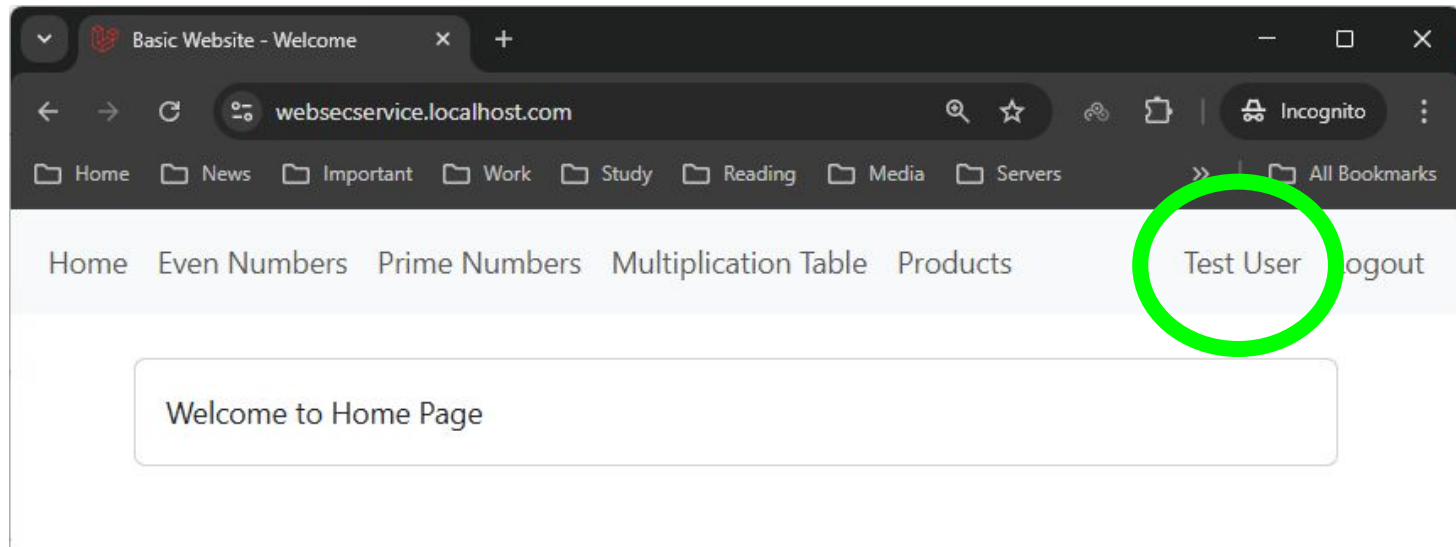 Basic Website - Welcome
websecservice.localhost.com Incognito
Home News Important Work Study Reading Media Servers All Bookmarks
Home Even Numbers Prime Numbers Multiplication Table Products Test User Logout
Welcome to Home Page